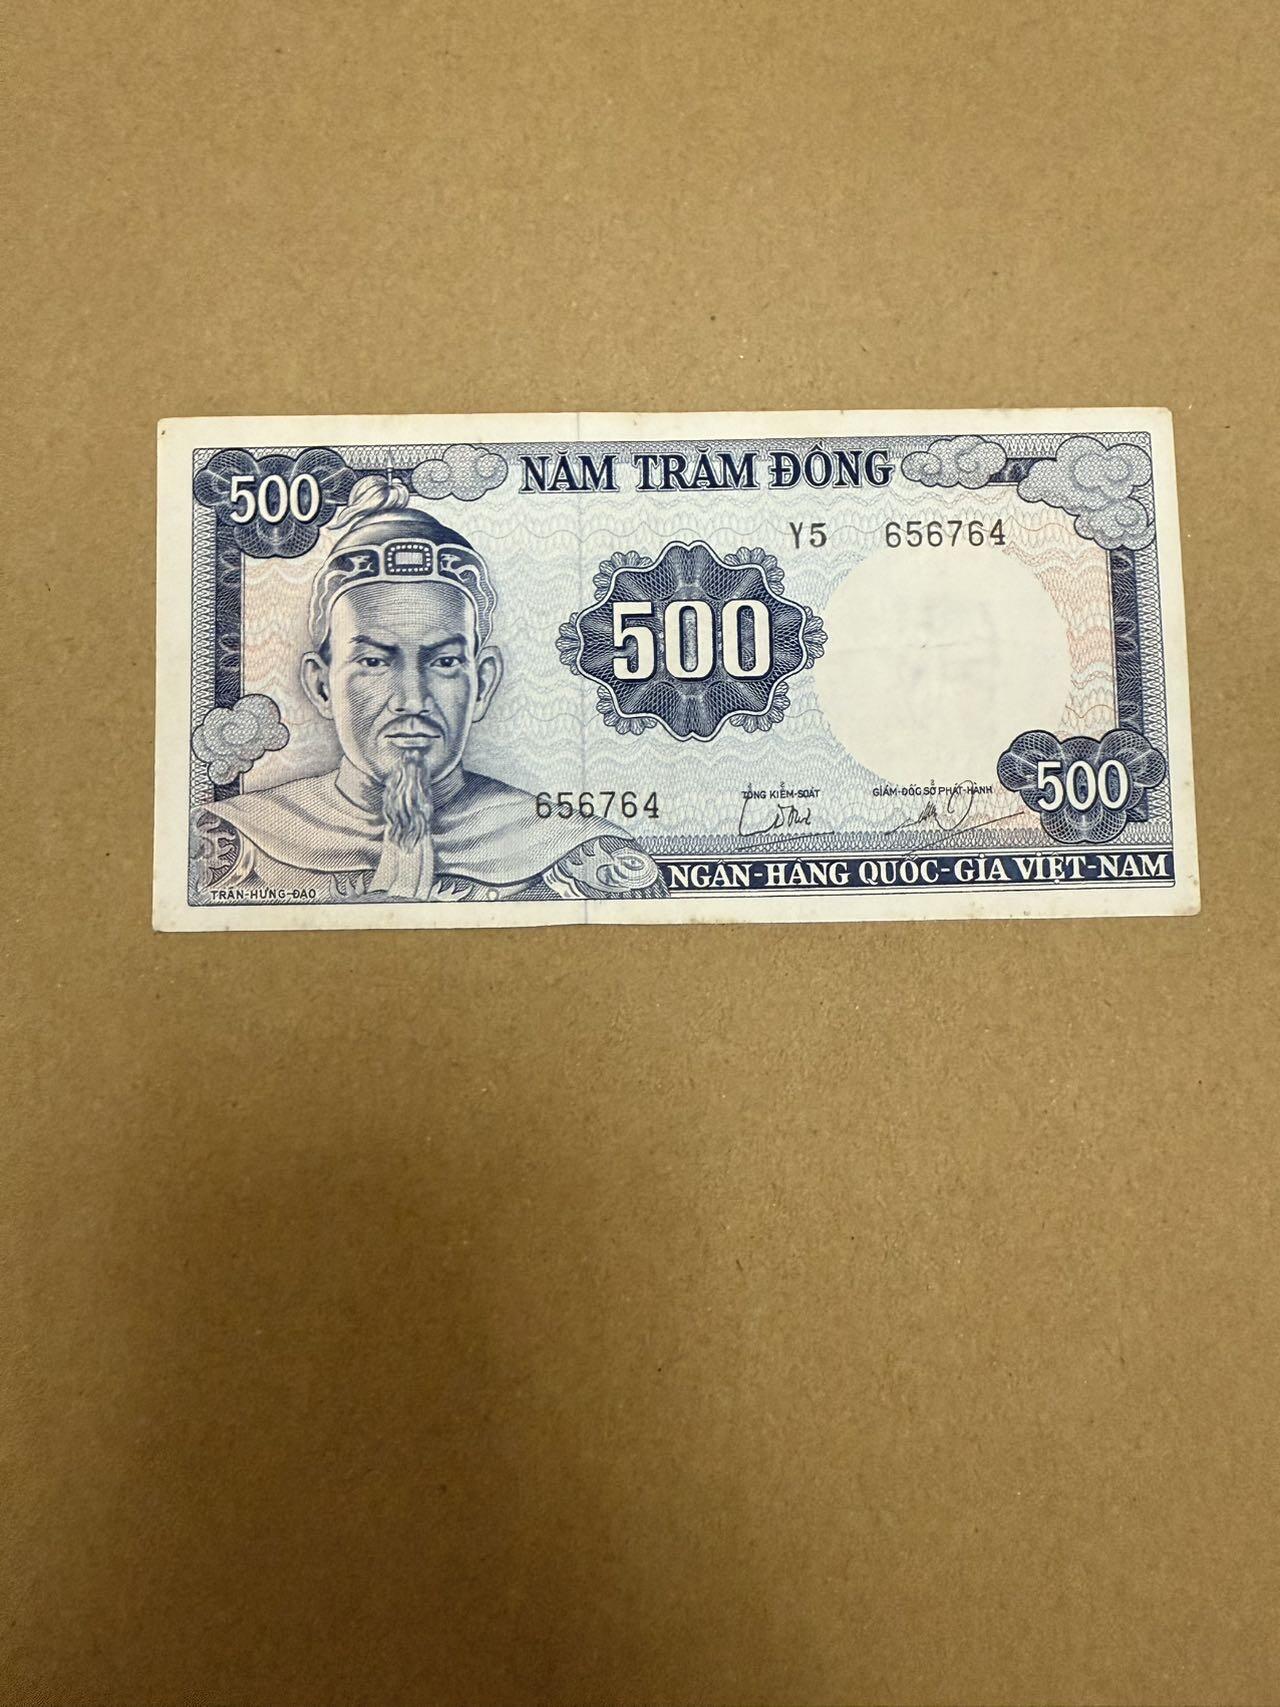 500
NĂM TRĂM ĐỒNG
Y5 656764
500
656764
TỔNG KIỂM-SOÁT
GIÁM-ĐỐC SỞ PHÁT-HÀNH
500
TRẦN-HƯNG-ĐẠO
NGÂN-HÀNG QUỐC-GIA VIỆT-NAM